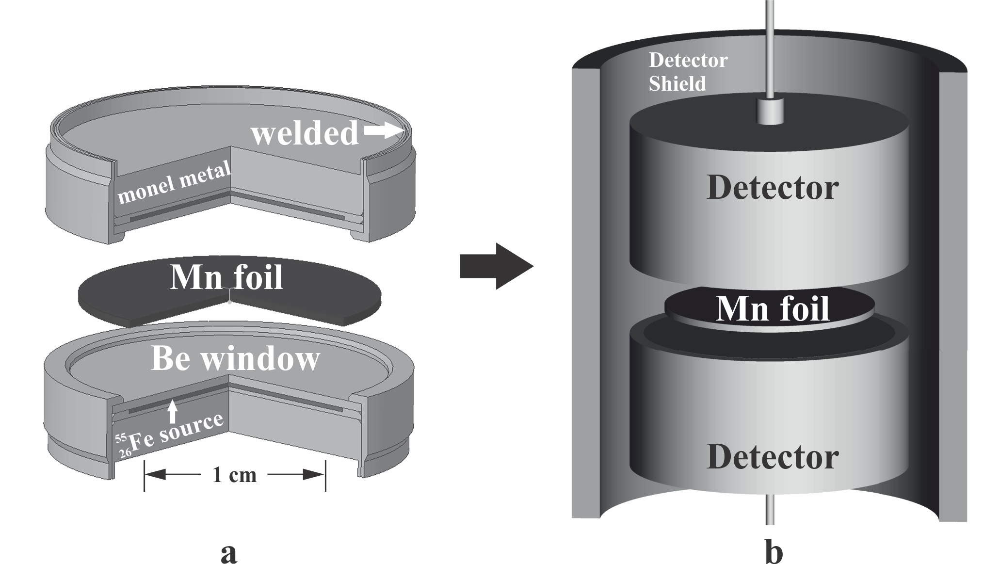 welded
monel metal
Mn foil
Be window
55
26Fe source
1 cm
a
Detector
Shield
Detector
Mn foil
Detector
b